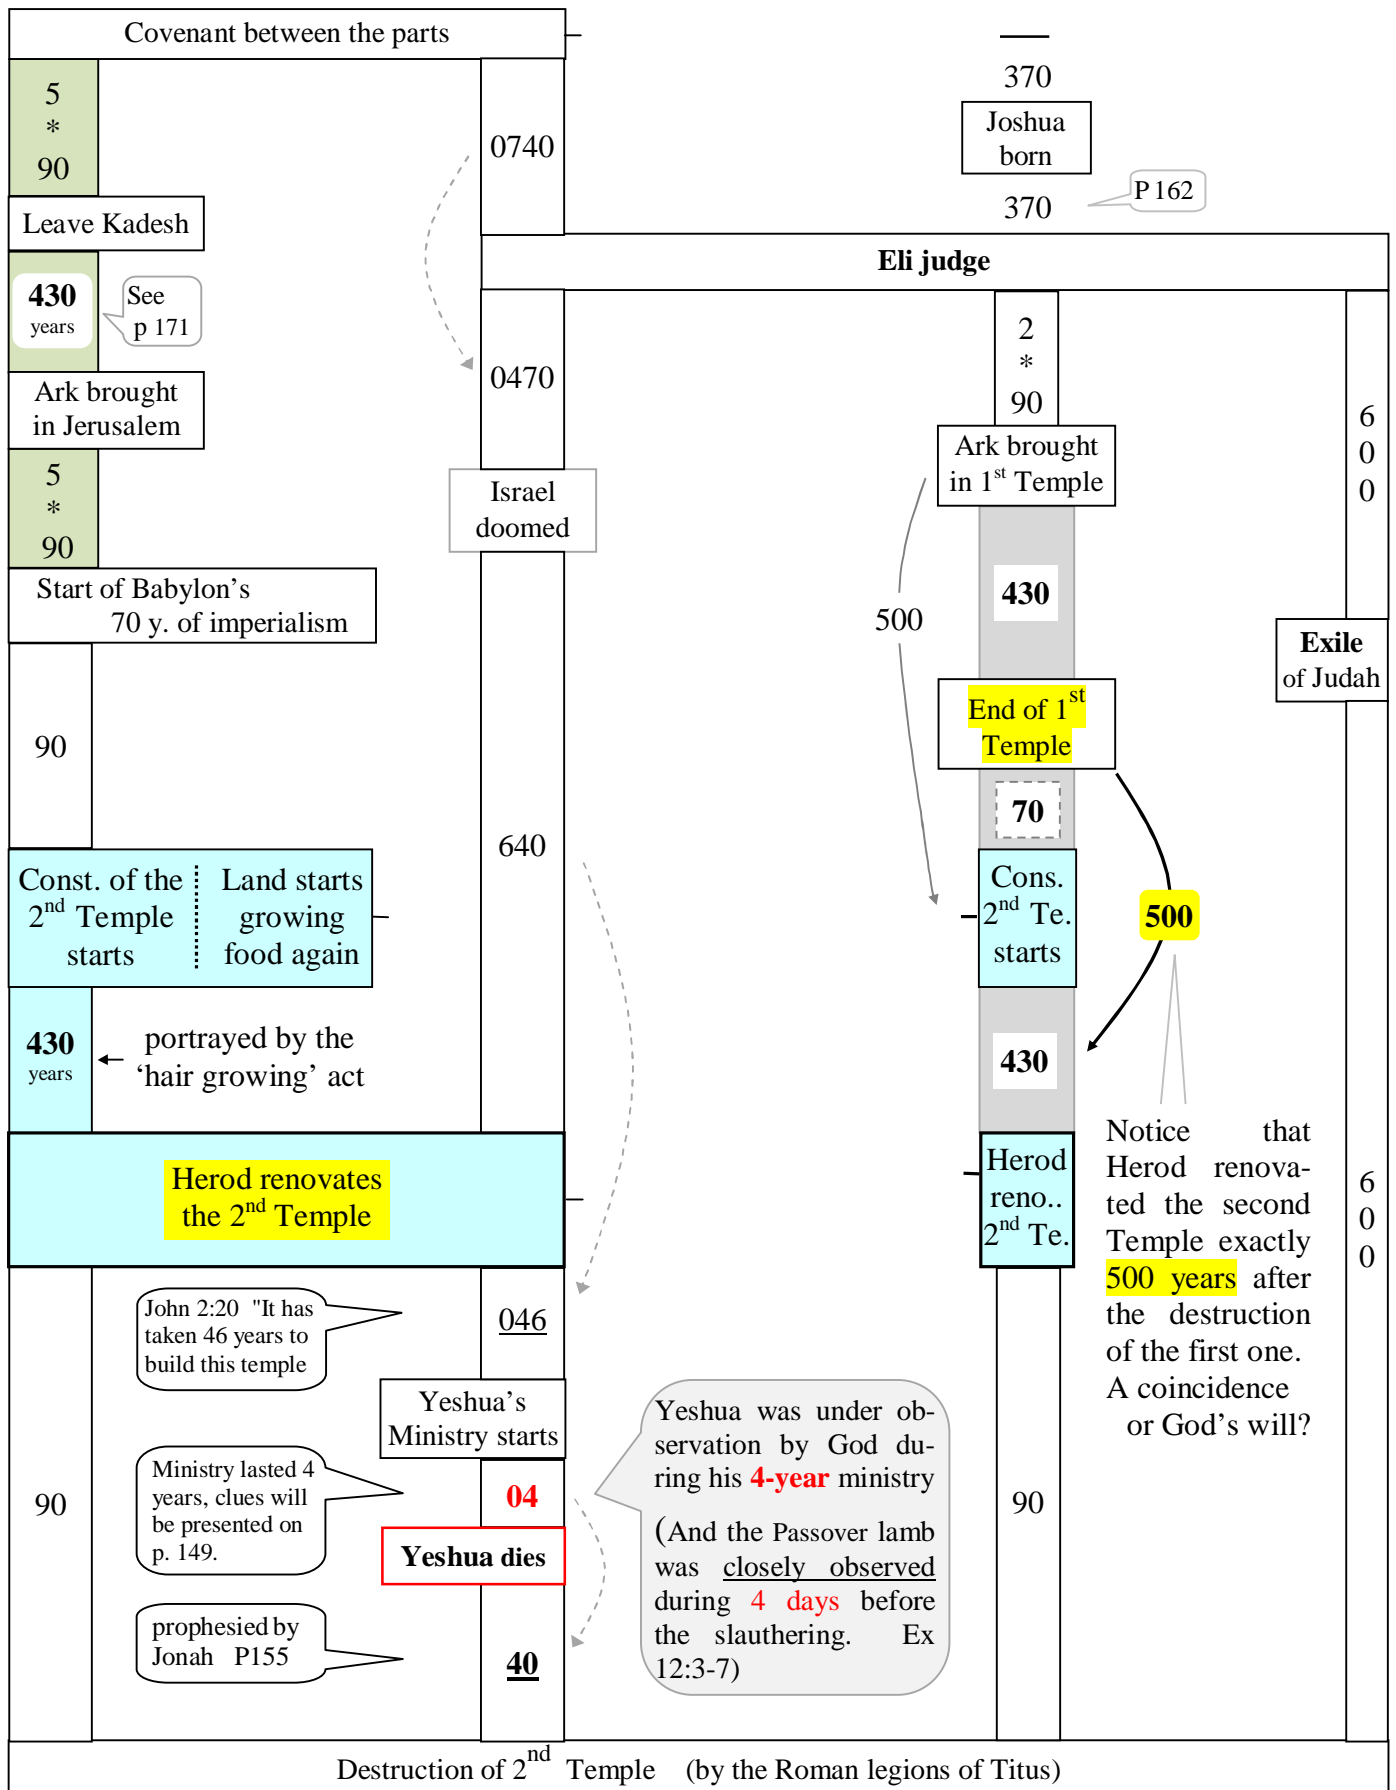 Covenant between the parts
5
*
90
Leave Kadesh
430
years
See
p 171
Ark brought
in Jerusalem
5
*
90
Start of Babylon’s
70 y. of imperialism
90
Const. of the
2nd Temple
starts
Land starts
growing
food again
430
years
portrayed by the
‘hair growing’ act
Herod renovates
the 2nd Temple
90
0740
0470
Israel
doomed
640
John 2:20 "It has
taken 46 years to
build this temple
046
Yeshua’s
Ministry starts
Ministry lasted 4
years, clues will
be presented on
p. 149.
04
Yeshua dies
prophesied by
Jonah P155
40
Yeshua was under ob-
servation by God du-
ring his 4-year ministry
(And the Passover lamb
was closely observed
during 4 days before
the slauthering. Ex
12:3-7)
370
Joshua
born
370
P 162
Eli judge
2
*
90
Ark brought
in 1st Temple
500
430
End of 1st
Temple
70
Cons.
2nd Te.
starts
500
430
Herod
reno..
2nd Te.
90
Notice that
Herod renova-
ted the second
Temple exactly
500 years after
the destruction
of the first one.
A coincidence
or God’s will?
6
0
0
Exile
of Judah
6
0
0
Destruction of 2nd Temple (by the Roman legions of Titus)